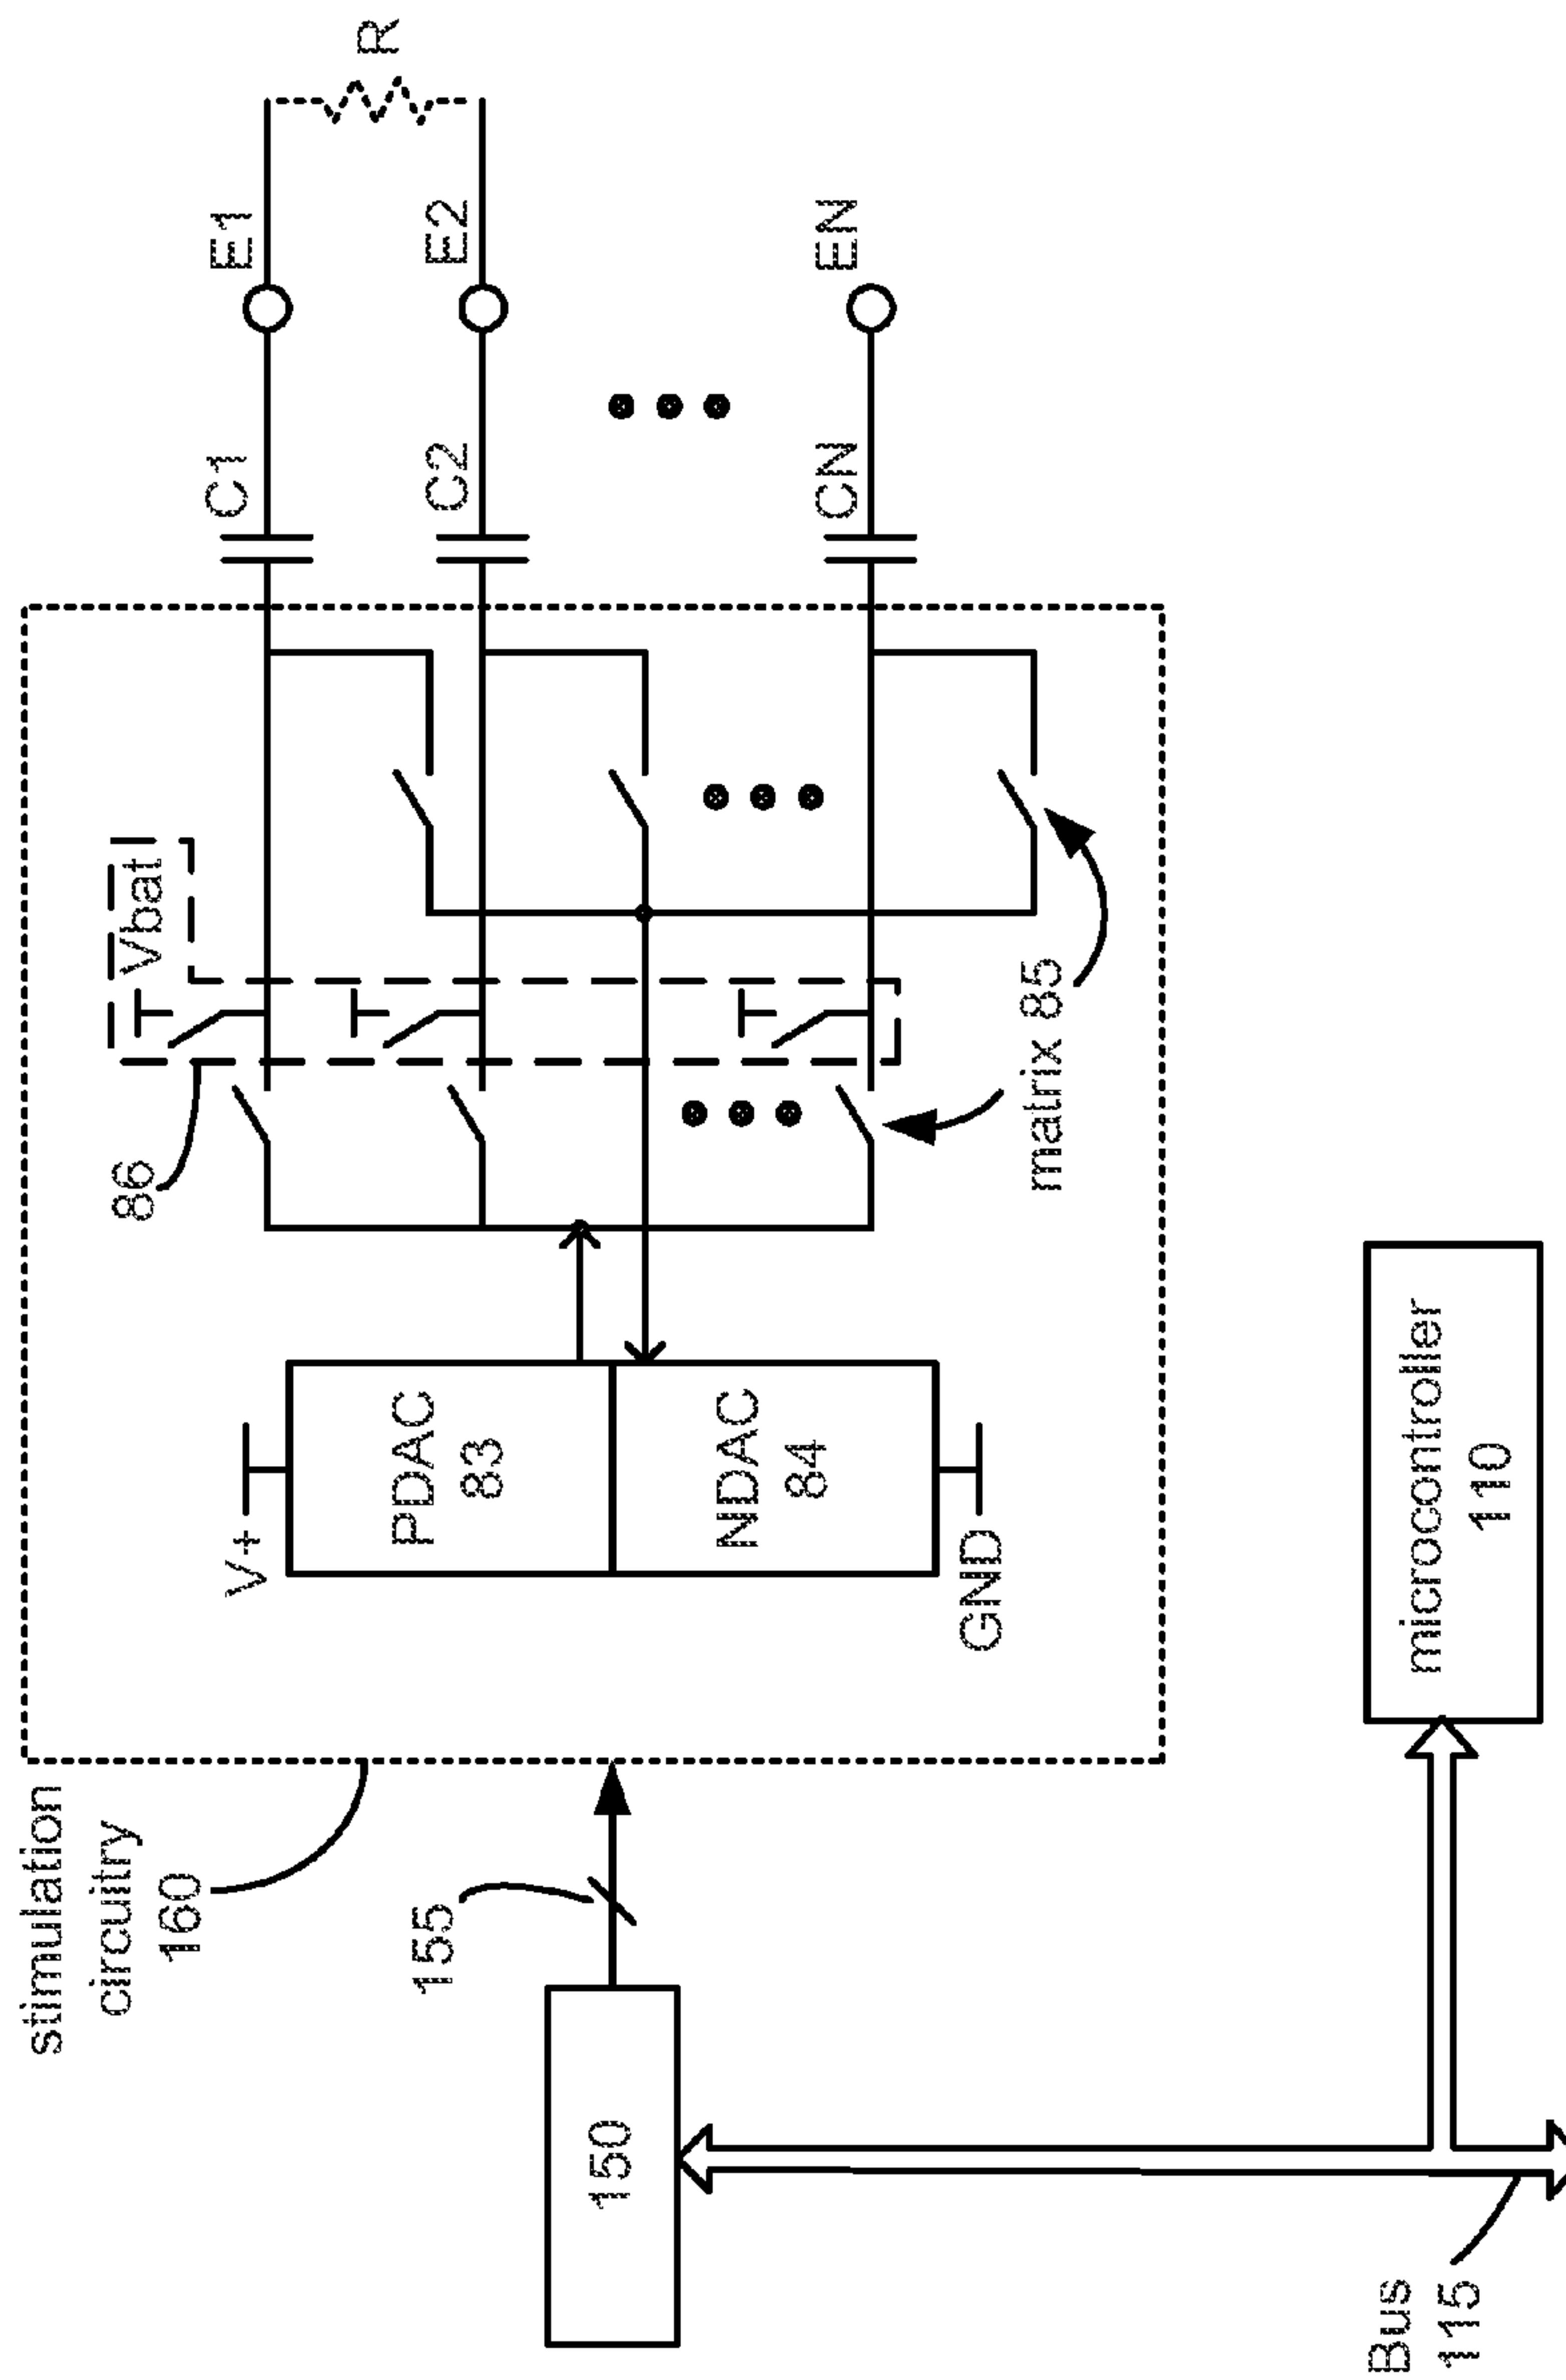 stimulation
circuitry
160
86
Vbat
C1
E1
R
V+
PDAC
83
C2
E2
155
NDAC
84
150
GND
CN
EN
matrix 85
Bus
115
microcontroller
110